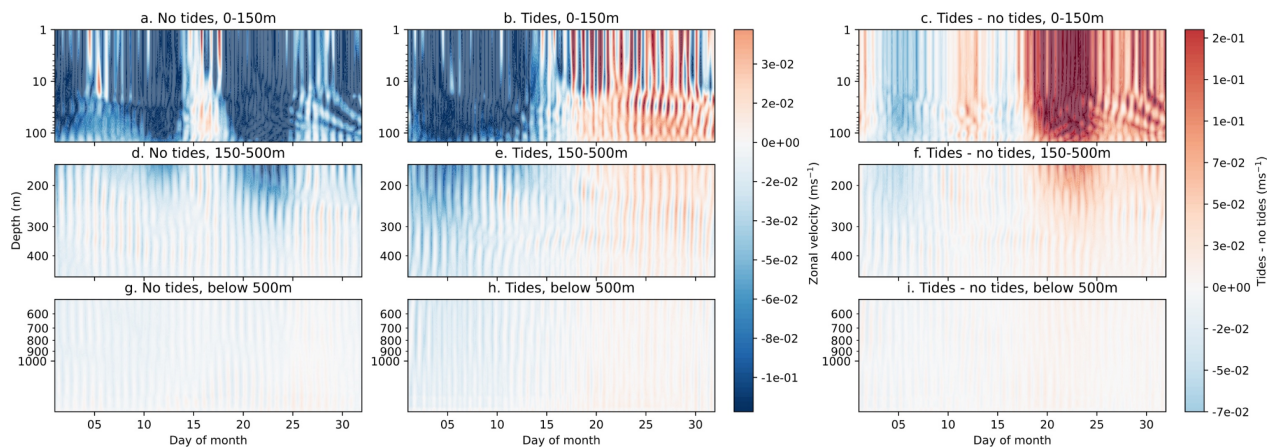 a. No tides, 0-150m
b. Tides, 0-150m
c. Tides - no tides, 0-150m
1
10
100
1
10
100
1
10
100
d. No tides, 150-500m
e. Tides, 150-500m
f. Tides - no tides, 150-500m
Depth (m)
200
300
400
200
300
400
200
300
400
g. No tides, below 500m
h. Tides, below 500m
i. Tides - no tides, below 500m
600
700
800
900
1000
600
700
800
900
1000
600
700
800
900
1000
05 10 15 20 25 30
05 10 15 20 25 30
05 10 15 20 25 30
Day of month
Day of month
Day of month
3e-02
2e-02
0e+00
-2e-02
-3e-02
-5e-02
-6e-02
-8e-02
-1e-01
Zonal velocity (ms⁻¹)
2e-01
1e-01
1e-01
7e-02
5e-02
3e-02
0e+00
-2e-02
-5e-02
-7e-02
Tides - no tides (ms⁻¹)